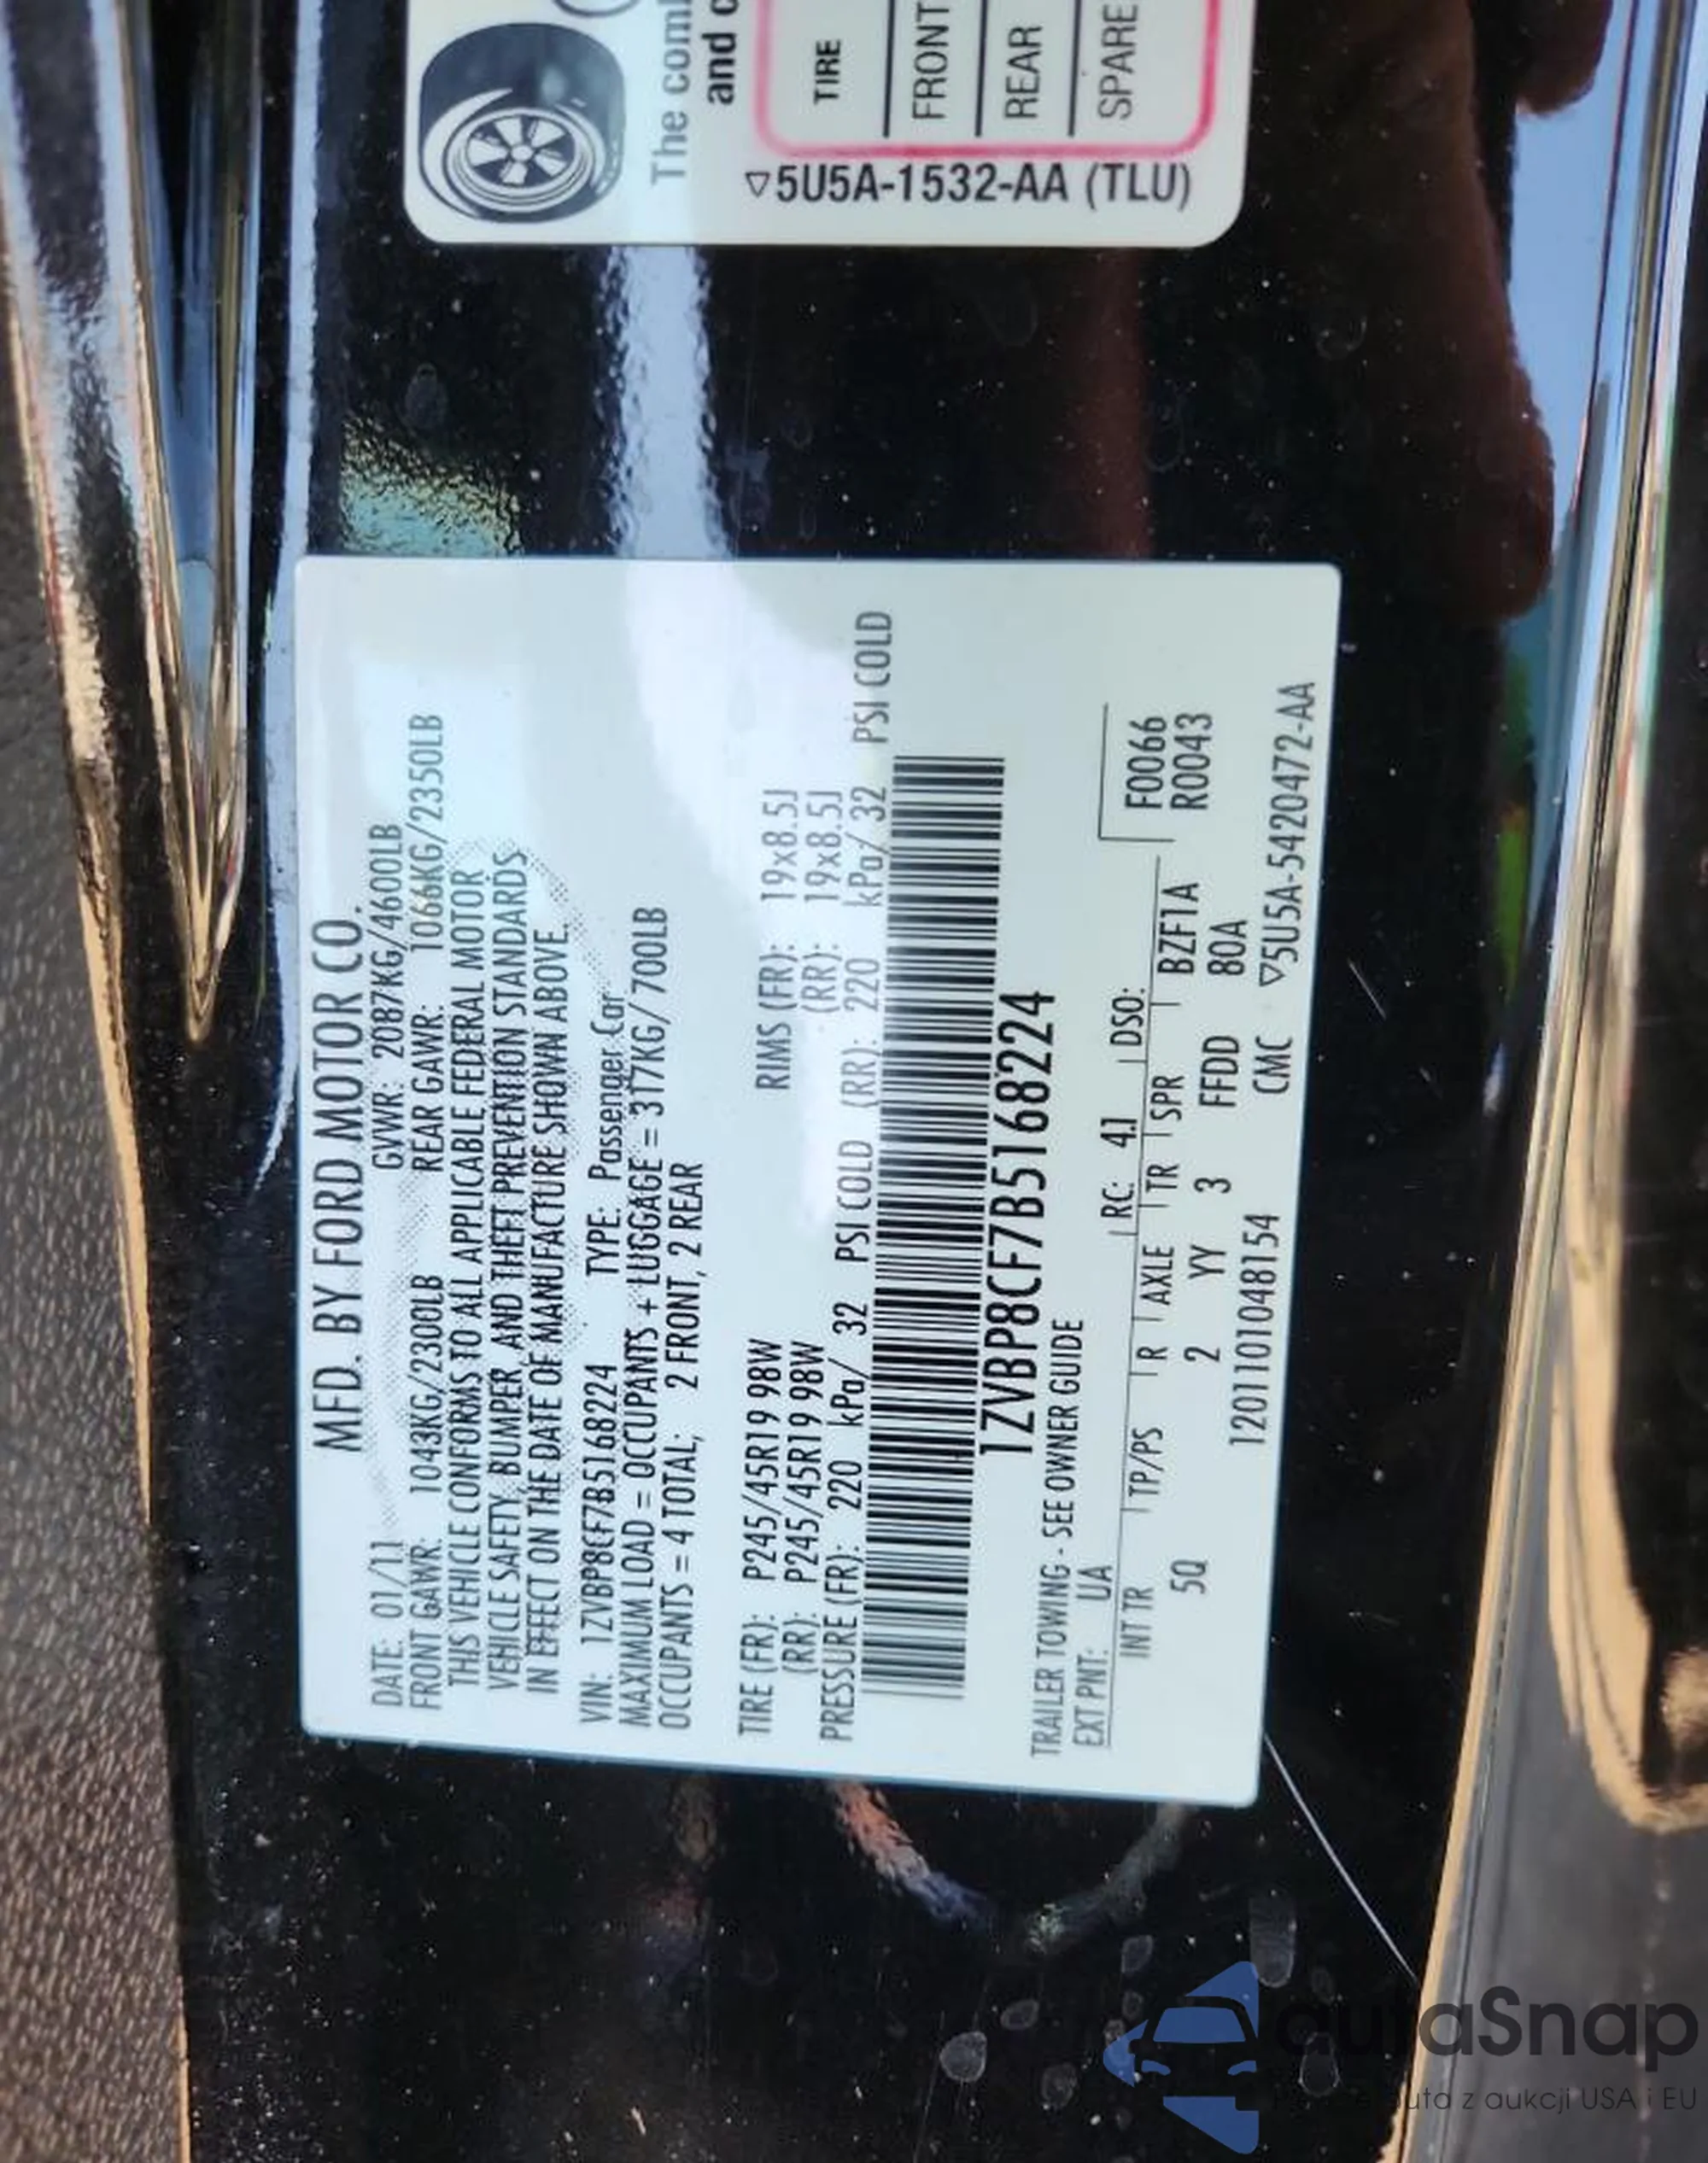 MFD. BY FORD MOTOR CO.
DATE: 01/11 GVWR: 2087KG/4600LB
FRONT GAWR: 1043KG/2300LB REAR GAWR: 1066KG/2350LB
THIS VEHICLE CONFORMS TO ALL APPLICABLE FEDERAL MOTOR
VEHICLE SAFETY, BUMPER, AND THEFT PREVENTION STANDARDS
IN EFFECT ON THE DATE OF MANUFACTURE SHOWN ABOVE.
VIN: 1ZVBP8CF7B5168224 TYPE: Passenger Car
MAXIMUM LOAD = OCCUPANTS + LUGGAGE = 317KG/700LB
OCCUPANTS = 4 TOTAL; 2 FRONT, 2 REAR
TIRE (FR): P245/45R19 98W RIMS (FR): 19x8.5J
(RR): P245/45R19 98W (RR): 19x8.5J
PRESSURE (FR): 220 kPa/ 32 PSI COLD (RR): 220 kPa/ 32 PSI COLD
1ZVBP8CF7B5168224
TRAILER TOWING - SEE OWNER GUIDE
EXT PNT: UA RC: 41 DSO: F0066
INT TR TP/PS R AXLE TR SPR BZF1A R0043
5Q 2 YY 3 FFDD 80A
1201101048154 CMC ▽5U5A-5420472-AA
The com
and c
TIRE
FRONT
REAR
SPARE
▽5U5A-1532-AA (TLU)
autaSnap
auta z aukcji USA i EU